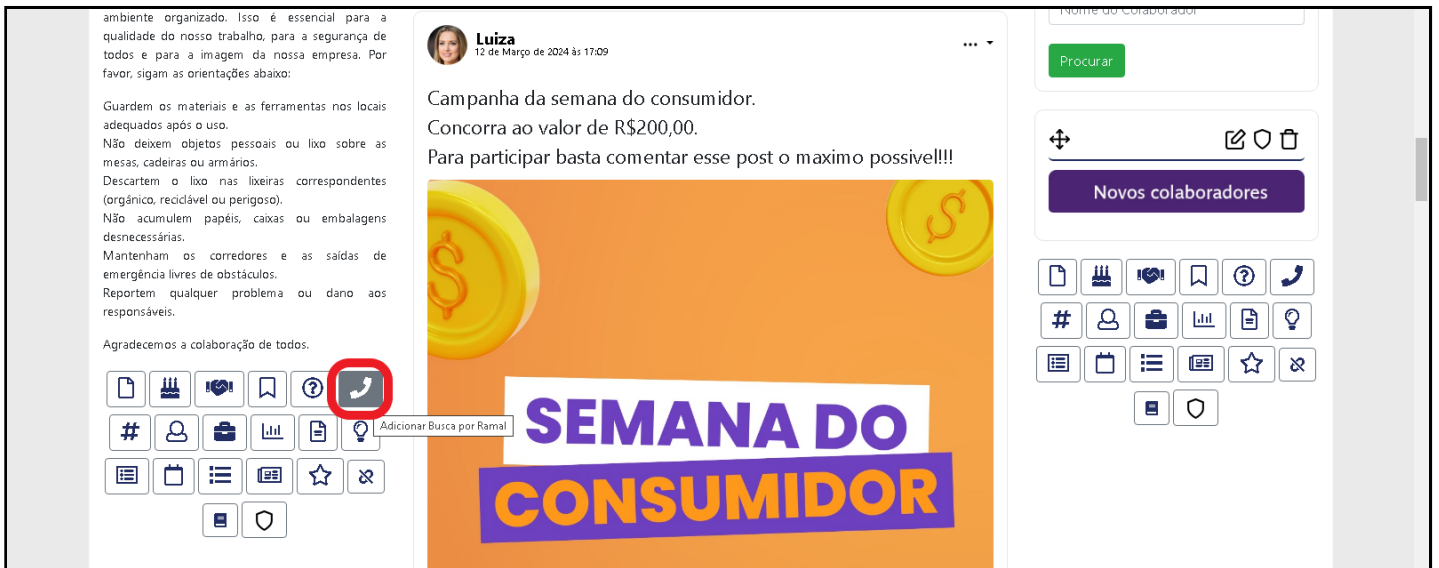 ambiente organizado. Isso é essencial para a
qualidade do nosso trabalho, para a segurança de
todos e para a imagem da nossa empresa. Por
favor, sigam as orientações abaixo:
Guardem os materiais e as ferramentas nos locais
adequados após o uso.
Não deixem objetos pessoais ou lixo sobre as
mesas, cadeiras ou armários.
Descartem o lixo nas lixeiras correspondentes
(orgânico, reciclável ou perigoso).
Não acumulem papéis, caixas ou embalagens
desnecessárias.
Mantenham os corredores e as saídas de
emergência livres de obstáculos.
Reportem qualquer problema ou dano aos
responsáveis.
Agradecemos a colaboração de todos.
Adicionar Busca por Ramal
Luiza
12 de Março de 2024 às 17:09
Campanha da semana do consumidor.
Concorra ao valor de R$200,00.
Para participar basta comentar esse post o maximo possivel!!!
SEMANA DO
CONSUMIDOR
Nome do Colaborador
Procurar
Novos colaboradores